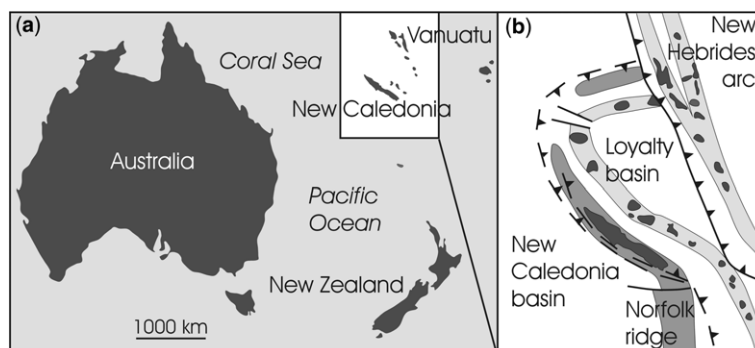 (a)
Coral Sea
Vanuatu
New Caledonia
Australia
Pacific
Ocean
New Zealand
1000 km
(b)
New
Hebrides
arc
Loyalty
basin
New
Caledonia
basin
Norfolk
ridge